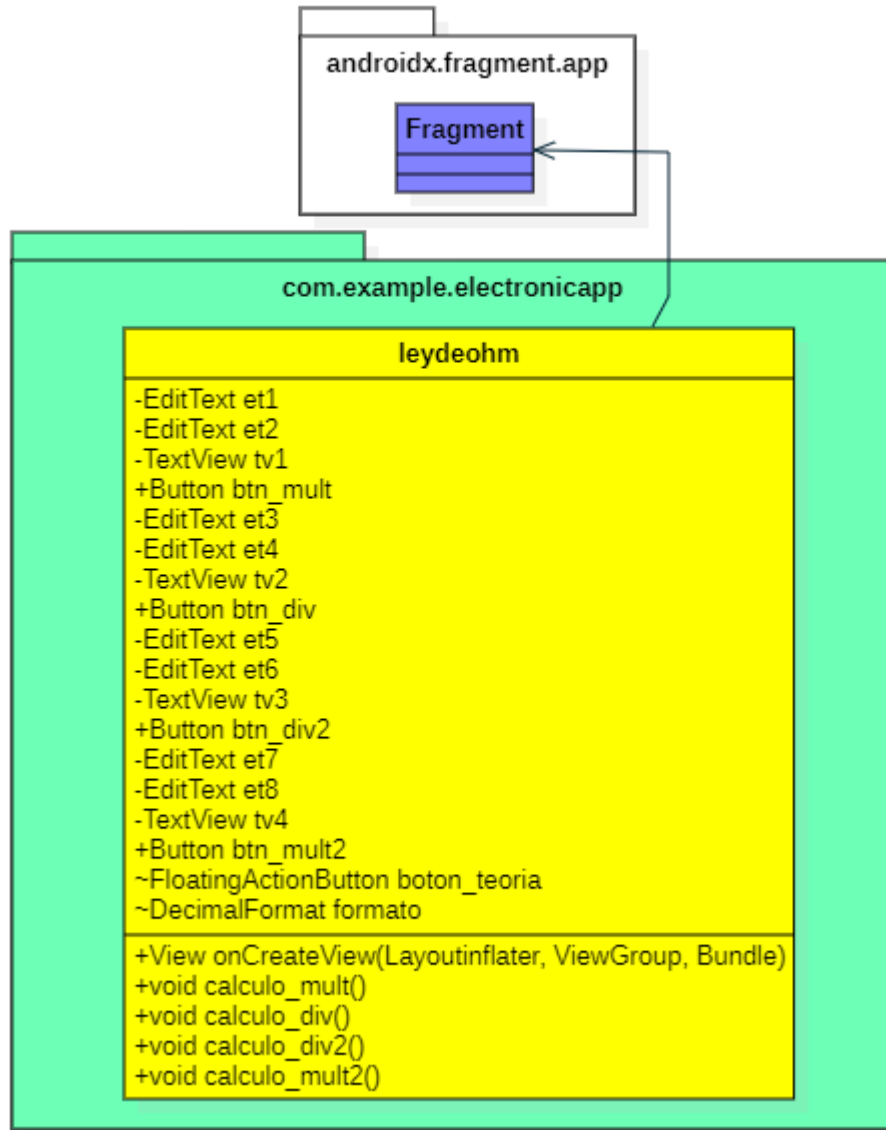 androidx.fragment.app
Fragment
com.example.electronicapp
leydeohm
-EditText et1
-EditText et2
-TextView tv1
+Button btn_mult
-EditText et3
-EditText et4
-TextView tv2
+Button btn_div
-EditText et5
-EditText et6
-TextView tv3
+Button btn_div2
-EditText et7
-EditText et8
-TextView tv4
+Button btn_mult2
~FloatingActionButton boton_teoria
~DecimalFormat formato
+View onCreateView(Layoutinflater, ViewGroup, Bundle)
+void calculo_mult()
+void calculo_div()
+void calculo_div2()
+void calculo_mult2()